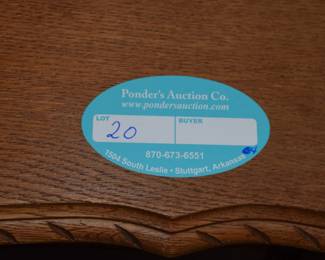 Ponder's Auction Co.
www.pondersauction.com
LOT
BUYER
20
870-673-6551
1504 South Leslie • Stuttgart, Arkansas